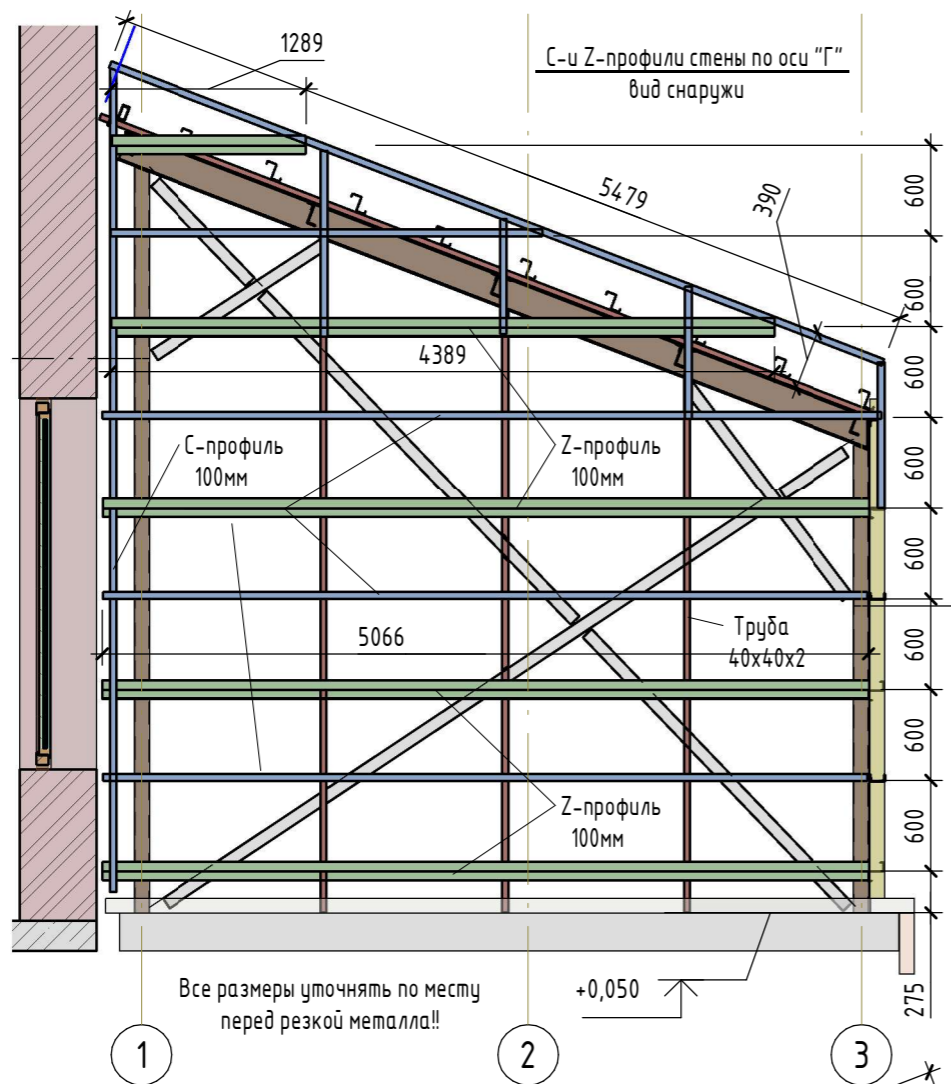 1289
С-и Z-профили стены по оси "Г"
вид снаружи
5479
390
600
600
600
600
600
600
600
600
4389
С-профиль
100мм
Z-профиль
100мм
5066
Труба
40х40х2
Z-профиль
100мм
+0,050
275
Все размеры уточнять по месту
перед резкой металла!!
1
2
3